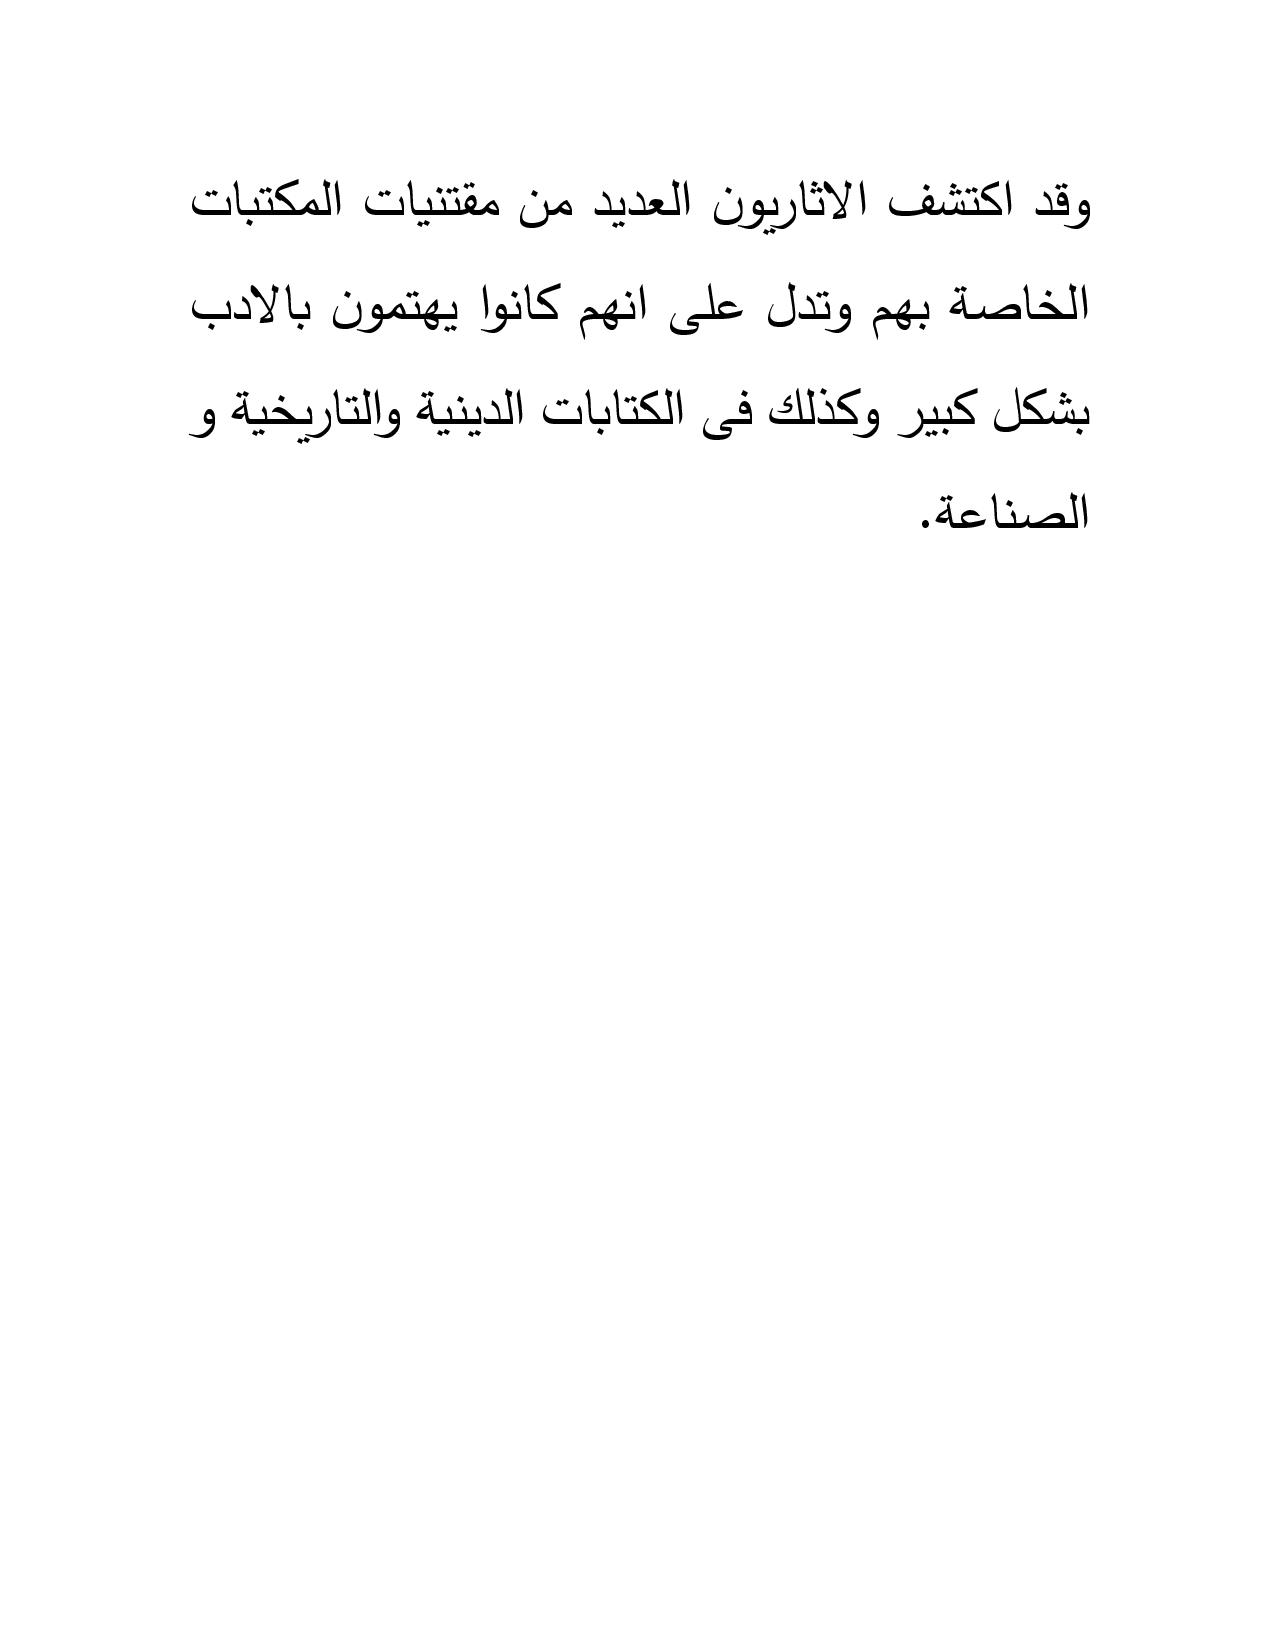 وقد اكتشف الاثاريون العديد من مقتنيات المكتبات
الخاصة بهم وتدل على انهم كانوا يهتمون بالادب
بشكل كبير وكذلك فى الكتابات الدينية والتاريخية و
الصناعة.